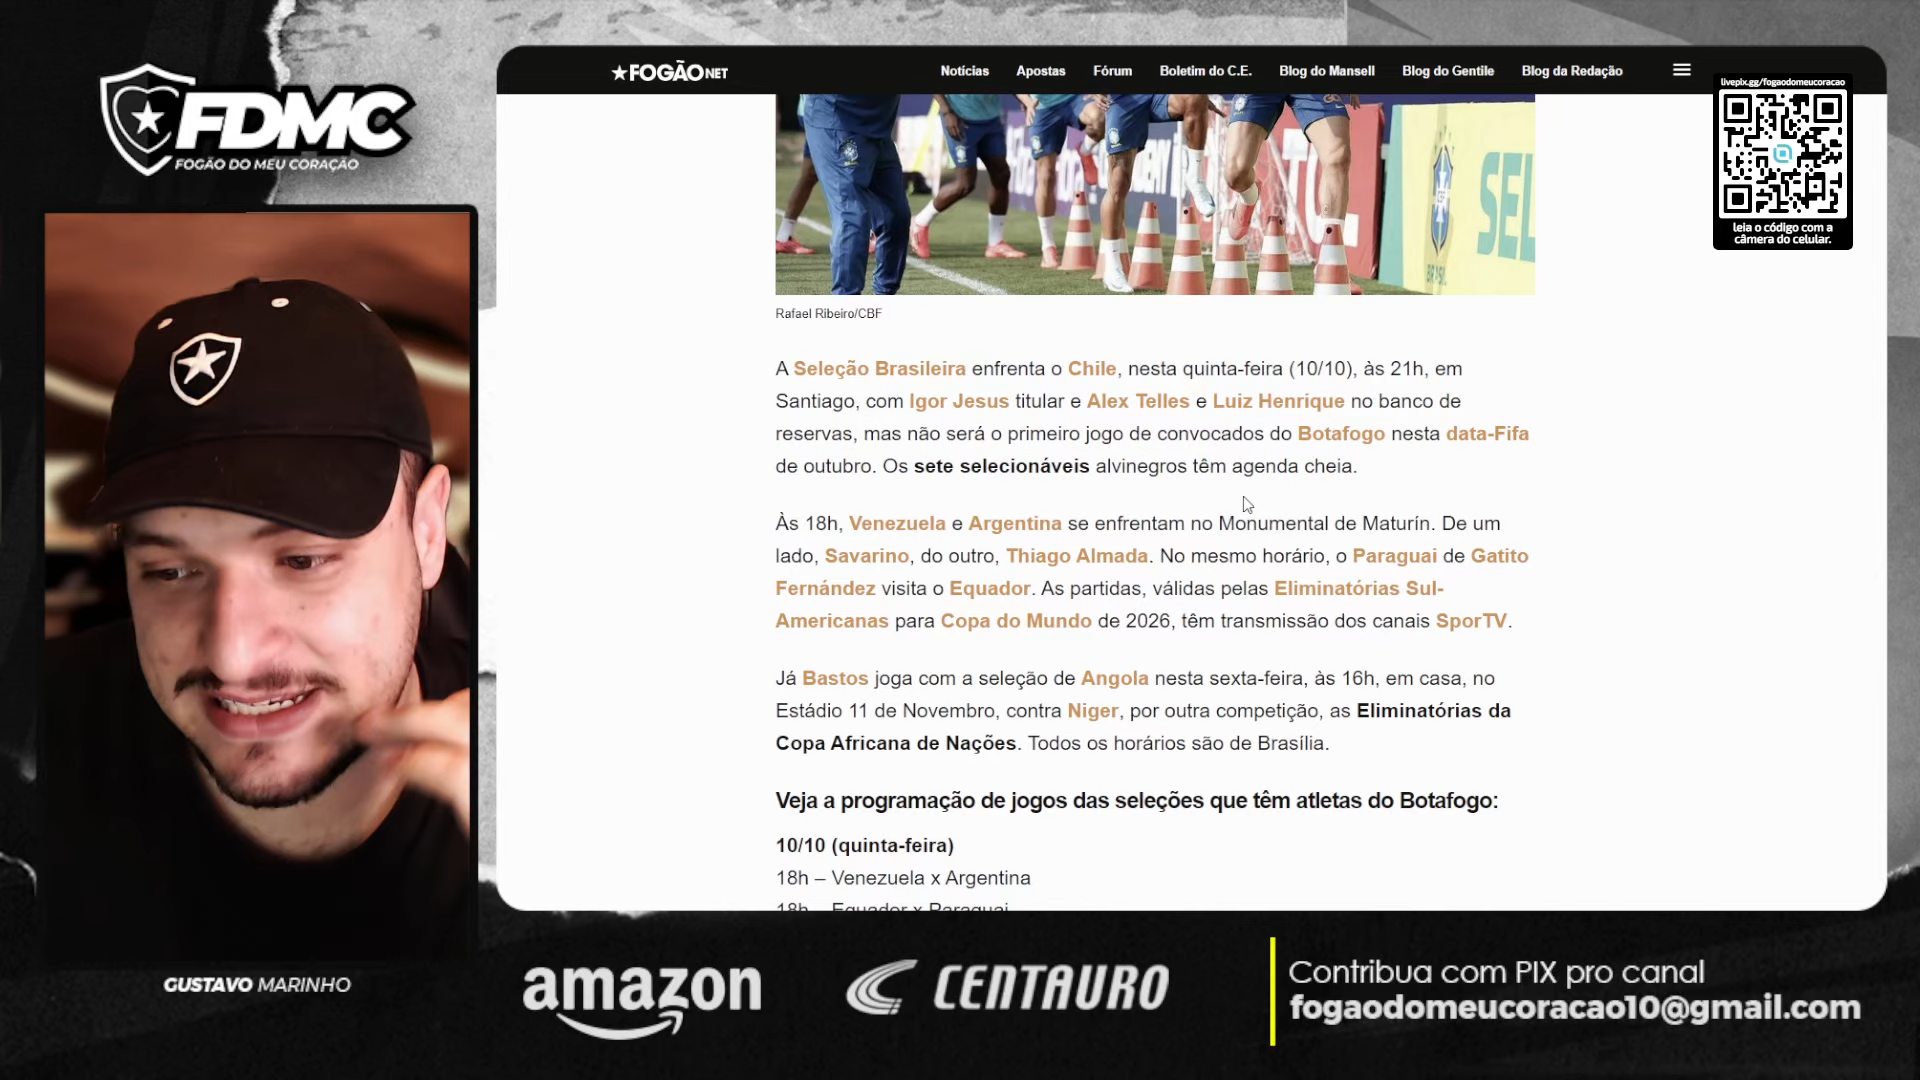 FDMC
FOGÃO DO MEU CORAÇÃO
FOGÃO NET
Notícias
Apostas
Fórum
Boletim do C.E.
Blog do Mansell
Blog do Gentile
Blog da Redação
livepix.gg/fogaodomeucoracao
leia o código com a
câmera do celular.
SEL
BRASIL
Rafael Ribeiro/CBF
A Seleção Brasileira enfrenta o Chile, nesta quinta-feira (10/10), às 21h, em
Santiago, com Igor Jesus titular e Alex Telles e Luiz Henrique no banco de
reservas, mas não será o primeiro jogo de convocados do Botafogo nesta data-Fifa
de outubro. Os sete selecionáveis alvinegros têm agenda cheia.
Às 18h, Venezuela e Argentina se enfrentam no Monumental de Maturín. De um
lado, Savarino, do outro, Thiago Almada. No mesmo horário, o Paraguai de Gatito
Fernández visita o Equador. As partidas, válidas pelas Eliminatórias Sul-
Americanas para Copa do Mundo de 2026, têm transmissão dos canais SporTV.
Já Bastos joga com a seleção de Angola nesta sexta-feira, às 16h, em casa, no
Estádio 11 de Novembro, contra Niger, por outra competição, as Eliminatórias da
Copa Africana de Nações. Todos os horários são de Brasília.
Veja a programação de jogos das seleções que têm atletas do Botafogo:
10/10 (quinta-feira)
18h – Venezuela x Argentina
18h – Equador x Paraguai
GUSTAVO MARINHO
amazon
CENTAURO
Contribua com PIX pro canal
fogaodomeucoracao10@gmail.com